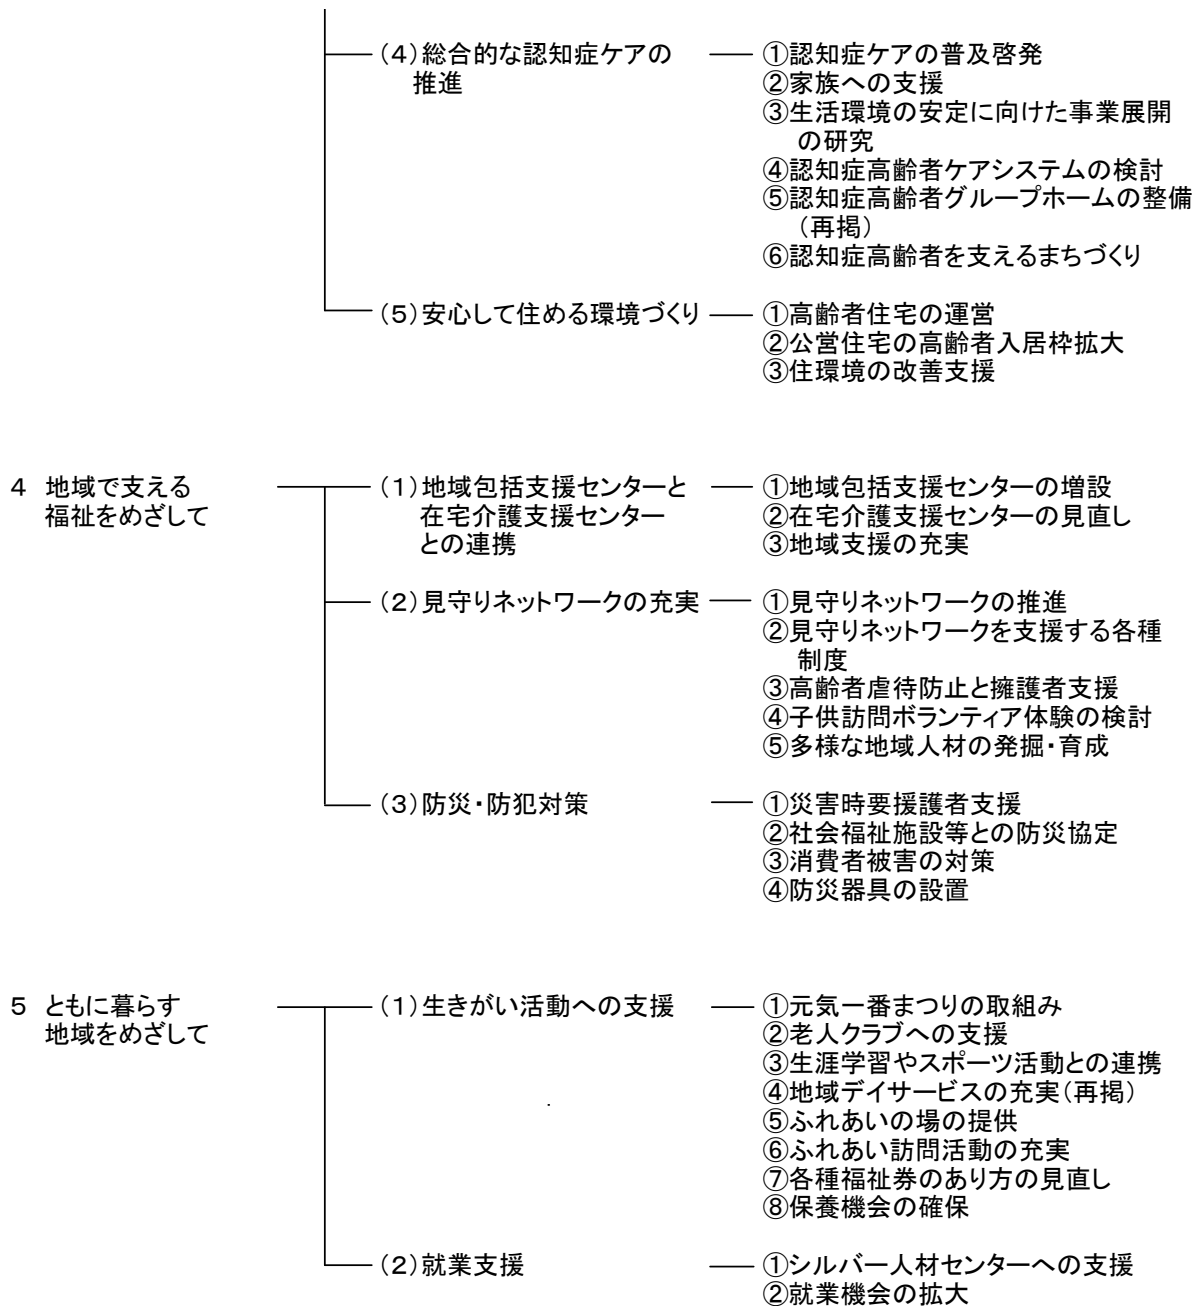 （４）総合的な認知症ケアの
推進
①認知症ケアの普及啓発
②家族への支援
③生活環境の安定に向けた事業展開
の研究
④認知症高齢者ケアシステムの検討
⑤認知症高齢者グループホームの整備
（再掲）
⑥認知症高齢者を支えるまちづくり
（５）安心して住める環境づくり
①高齢者住宅の運営
②公営住宅の高齢者入居枠拡大
③住環境の改善支援
４　地域で支える
福祉をめざして
（１）地域包括支援センターと
在宅介護支援センター
との連携
①地域包括支援センターの増設
②在宅介護支援センターの見直し
③地域支援の充実
（２）見守りネットワークの充実
①見守りネットワークの推進
②見守りネットワークを支援する各種
制度
③高齢者虐待防止と擁護者支援
④子供訪問ボランティア体験の検討
⑤多様な地域人材の発掘・育成
（３）防災・防犯対策
①災害時要援護者支援
②社会福祉施設等との防災協定
③消費者被害の対策
④防災器具の設置
５　ともに暮らす
地域をめざして
（１）生きがい活動への支援
①元気一番まつりの取組み
②老人クラブへの支援
③生涯学習やスポーツ活動との連携
④地域デイサービスの充実（再掲）
⑤ふれあいの場の提供
⑥ふれあい訪問活動の充実
⑦各種福祉券のあり方の見直し
⑧保養機会の確保
（２）就業支援
①シルバー人材センターへの支援
②就業機会の拡大